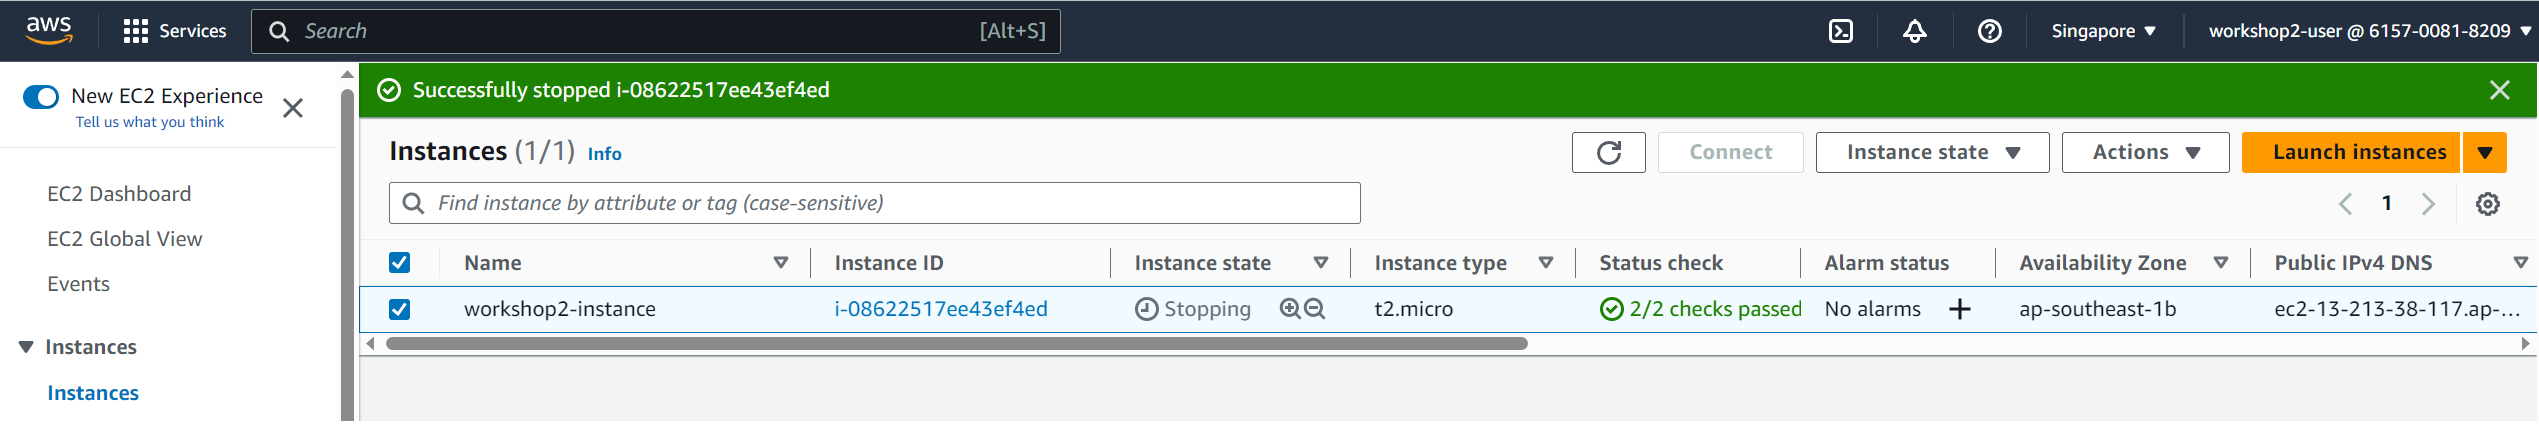 aws Services Search [Alt+S] Singapore workshop2-user @ 6157-0081-8209
New EC2 Experience
Tell us what you think
EC2 Dashboard
EC2 Global View
Events
Instances
Instances
Successfully stopped i-08622517ee43ef4ed
Instances (1/1) Info Connect Instance state Actions Launch instances
Find instance by attribute or tag (case-sensitive) 1
Name Instance ID Instance state Instance type Status check Alarm status Availability Zone Public IPv4 DNS
workshop2-instance i-08622517ee43ef4ed Stopping t2.micro 2/2 checks passed No alarms ap-southeast-1b ec2-13-213-38-117.ap-...